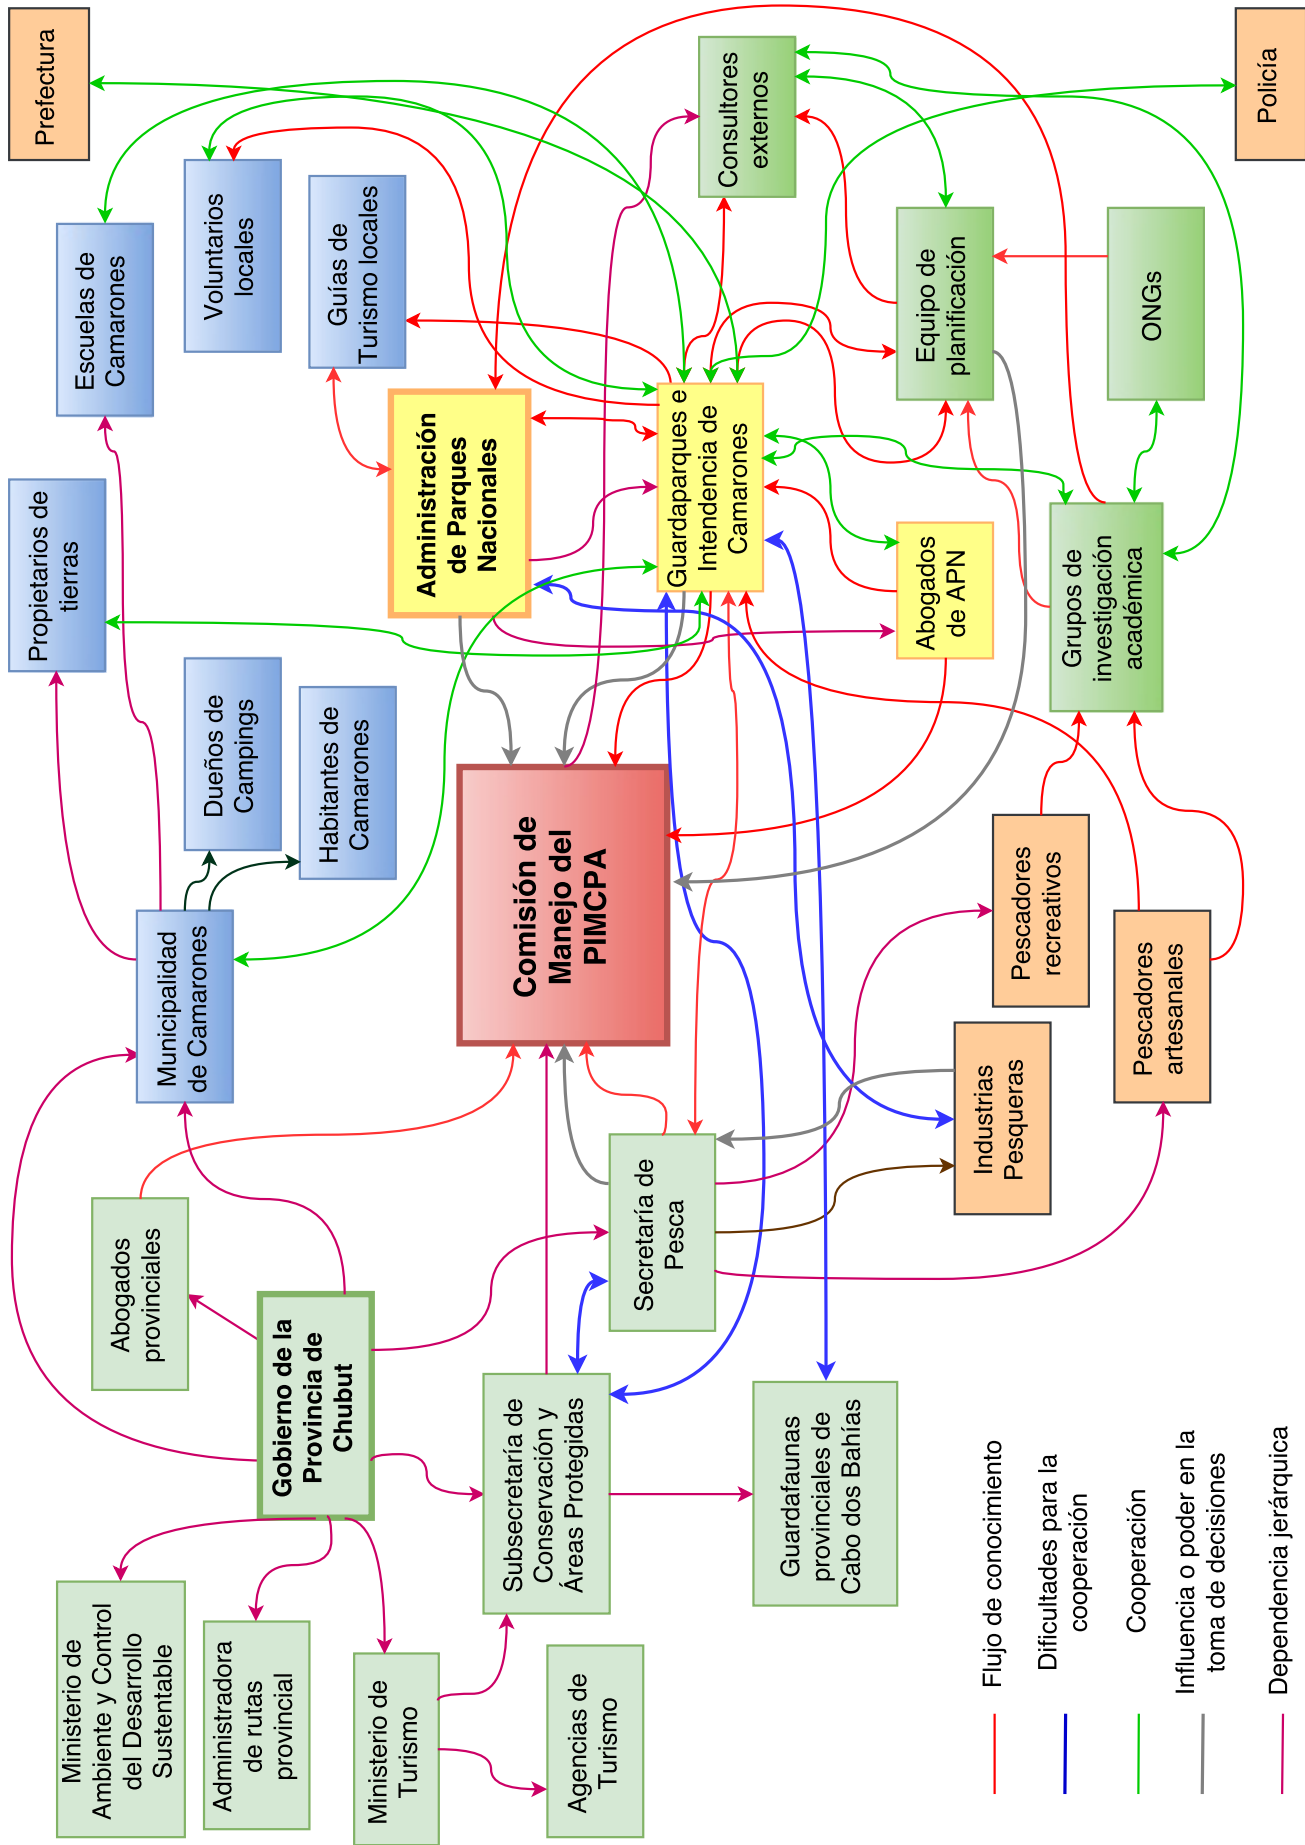 Prefectura
Escuelas de
Camarones
Voluntarios
locales
Guías de
Turismo locales
Consultores
externos
Policía
Propietarios de
tierras
Administración
de Parques
Nacionales
Guardaparques e
Intendencia de
Camarones
Equipo de
planificación
ONGs
Dueños de
Campings
Habitantes de
Camarones
Abogados
de APN
Grupos de
investigación
académica
Municipalidad
de Camarones
Comisión de
Manejo del
PIMCPA
Pescadores
recreativos
Pescadores
artesanales
Abogados
provinciales
Gobierno de la
Provincia de
Chubut
Secretaría de
Pesca
Industrias
Pesqueras
Subsecretaría de
Conservación y
Áreas Protegidas
Guardafaunas
provinciales de
Cabo dos Bahías
Ministerio de
Ambiente y Control
del Desarrollo
Sustentable
Administradora
de rutas
provincial
Ministerio de
Turismo
Agencias de
Turismo
Flujo de conocimiento
Dificultades para la
cooperación
Cooperación
Influencia o poder en la
toma de decisiones
Dependencia jerárquica